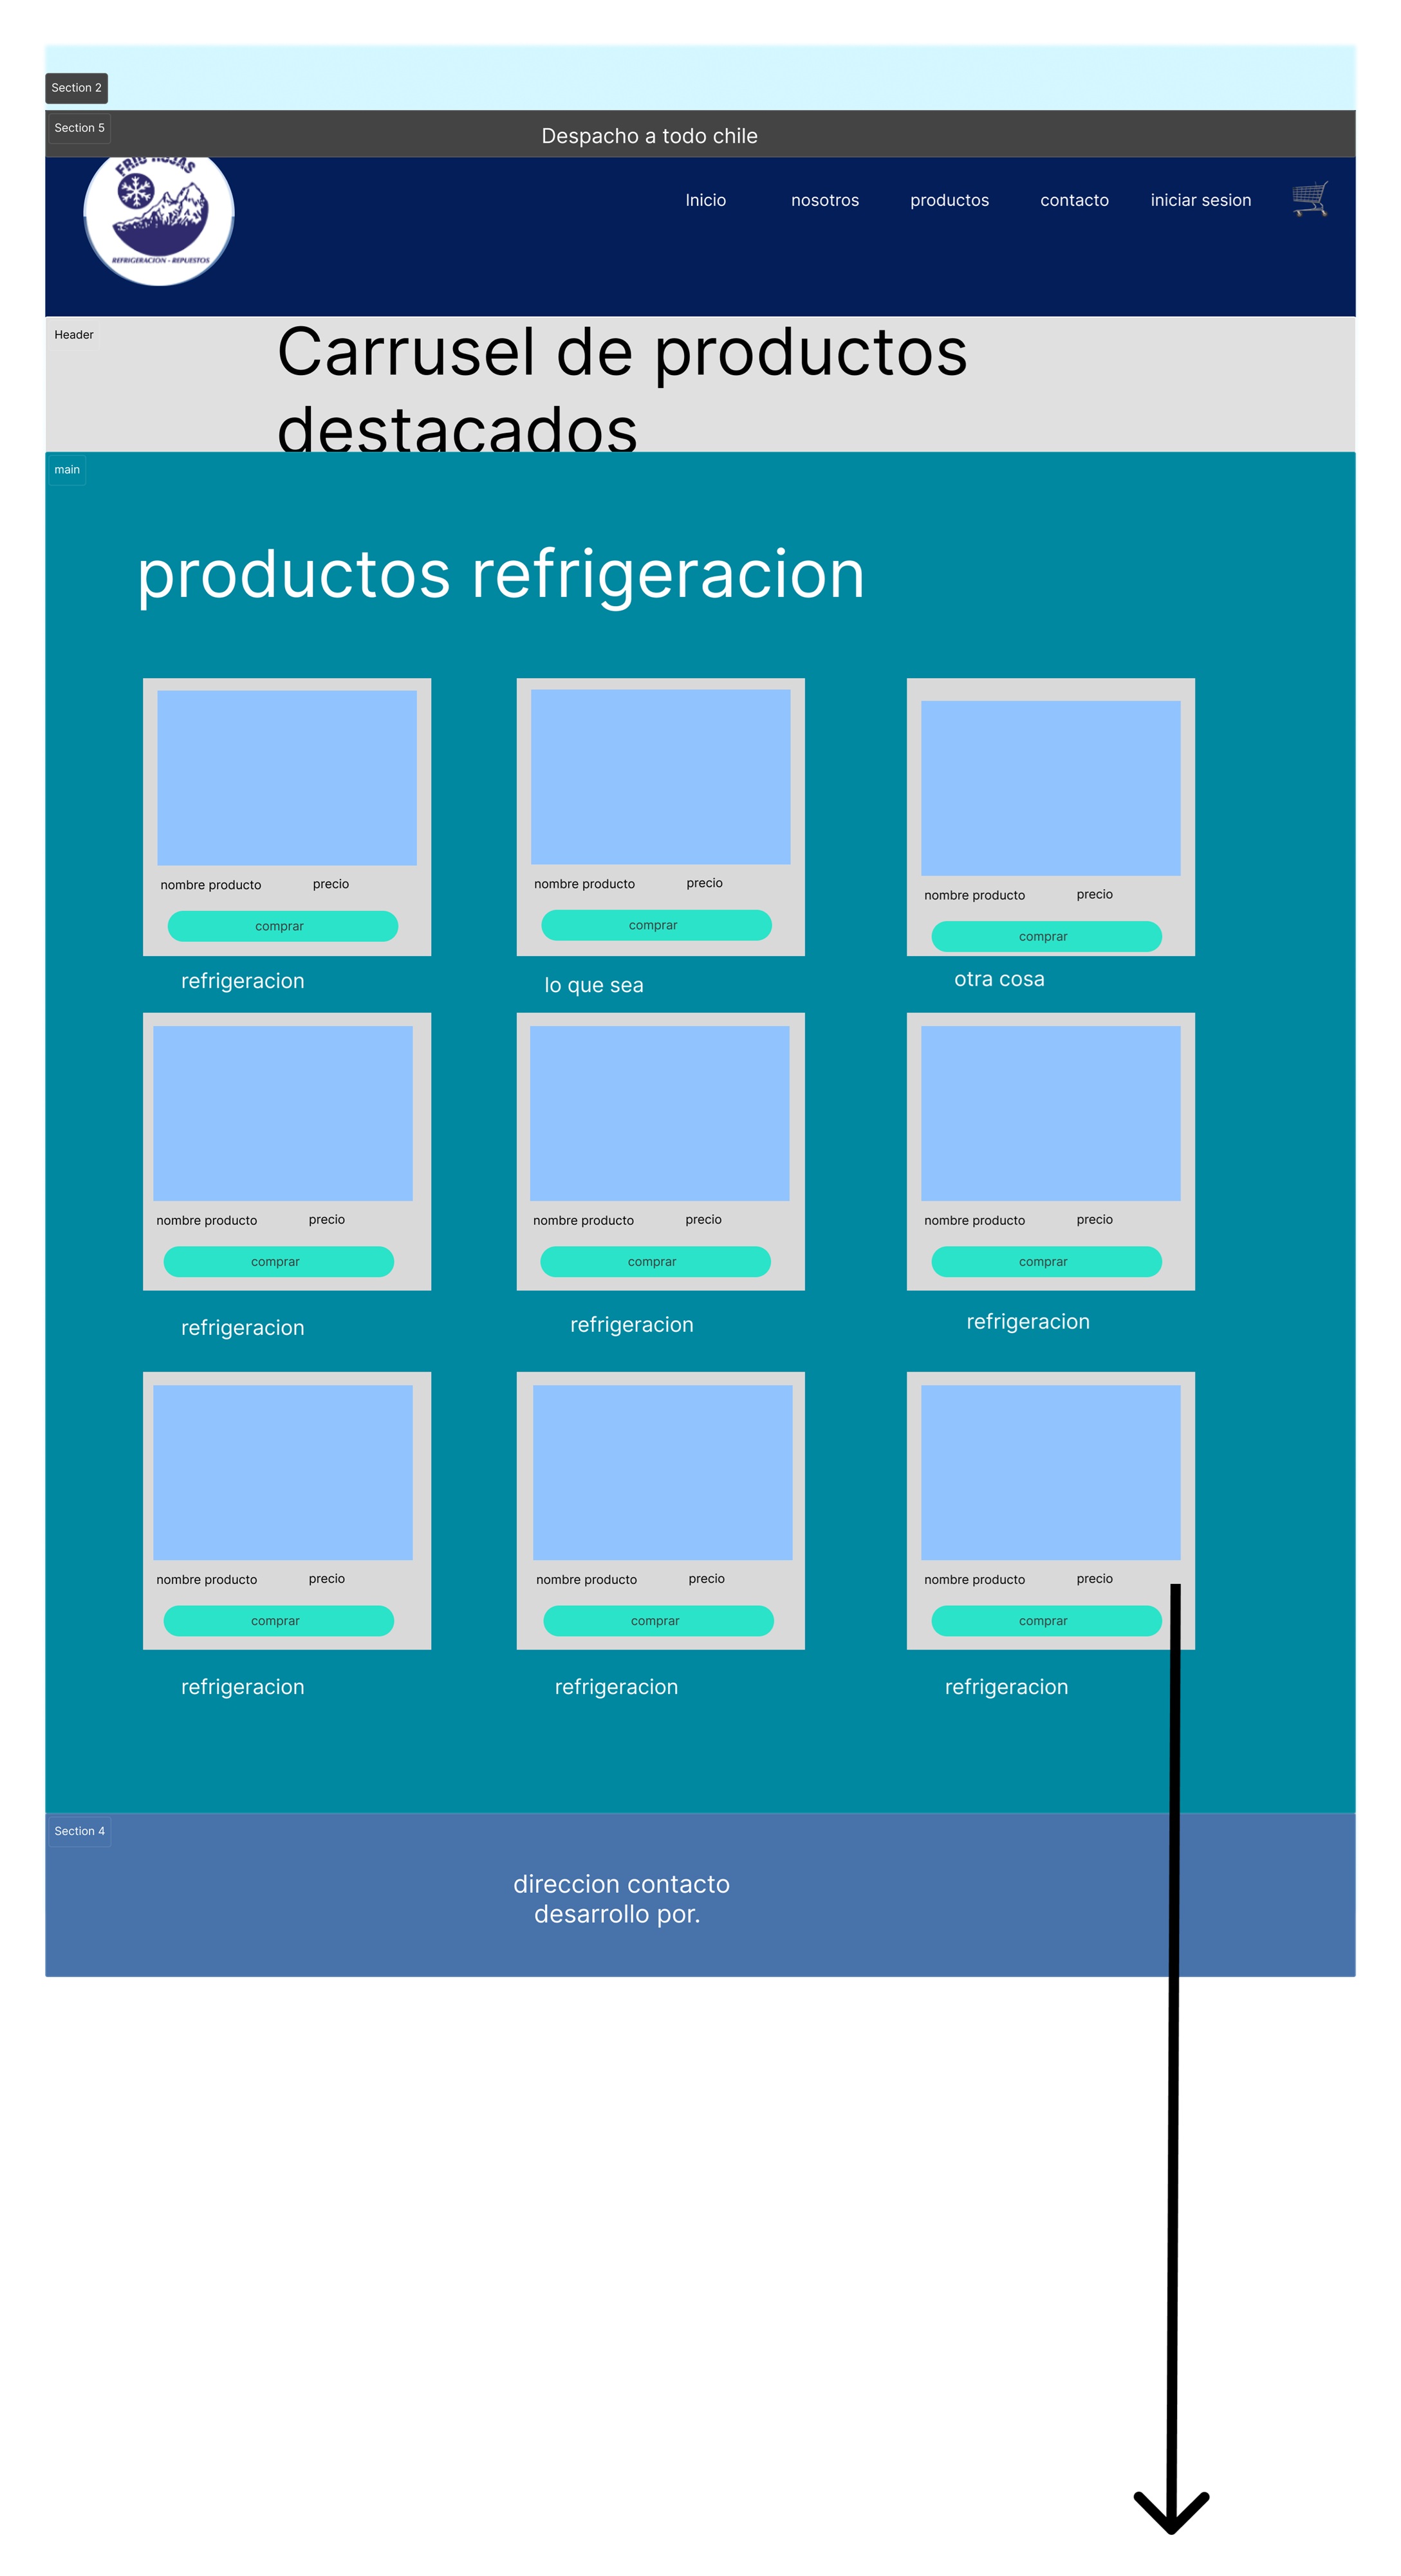 Section 2
Section 5
Despacho a todo chile
FRIO ROJAS
REFRIGERACION - REPUESTOS
Inicio nosotros productos contacto iniciar sesion
Header
Carrusel de productos
destacados
main
productos refrigeracion
nombre producto precio
comprar
refrigeracion
nombre producto precio
comprar
lo que sea
nombre producto precio
comprar
otra cosa
nombre producto precio
comprar
refrigeracion
nombre producto precio
comprar
refrigeracion
nombre producto precio
comprar
refrigeracion
nombre producto precio
comprar
refrigeracion
nombre producto precio
comprar
refrigeracion
nombre producto precio
comprar
refrigeracion
Section 4
direccion contacto
desarrollo por.